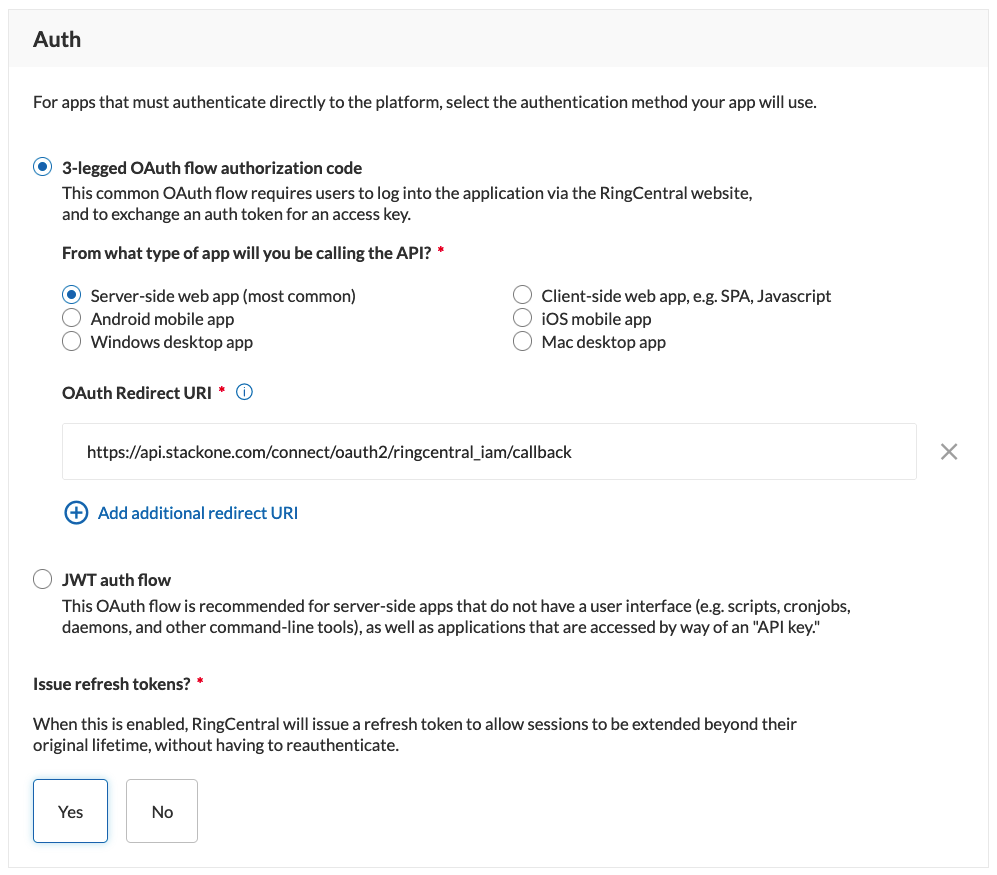 Auth
For apps that must authenticate directly to the platform, select the authentication method your app will use.
3-legged OAuth flow authorization code
This common OAuth flow requires users to log into the application via the RingCentral website,
and to exchange an auth token for an access key.
From what type of app will you be calling the API? *
Server-side web app (most common)
Client-side web app, e.g. SPA, Javascript
Android mobile app
iOS mobile app
Windows desktop app
Mac desktop app
OAuth Redirect URI * i
https://api.stackone.com/connect/oauth2/ringcentral_iam/callback
Add additional redirect URI
JWT auth flow
This OAuth flow is recommended for server-side apps that do not have a user interface (e.g. scripts, cronjobs,
daemons, and other command-line tools), as well as applications that are accessed by way of an "API key."
Issue refresh tokens? *
When this is enabled, RingCentral will issue a refresh token to allow sessions to be extended beyond their
original lifetime, without having to reauthenticate.
Yes
No